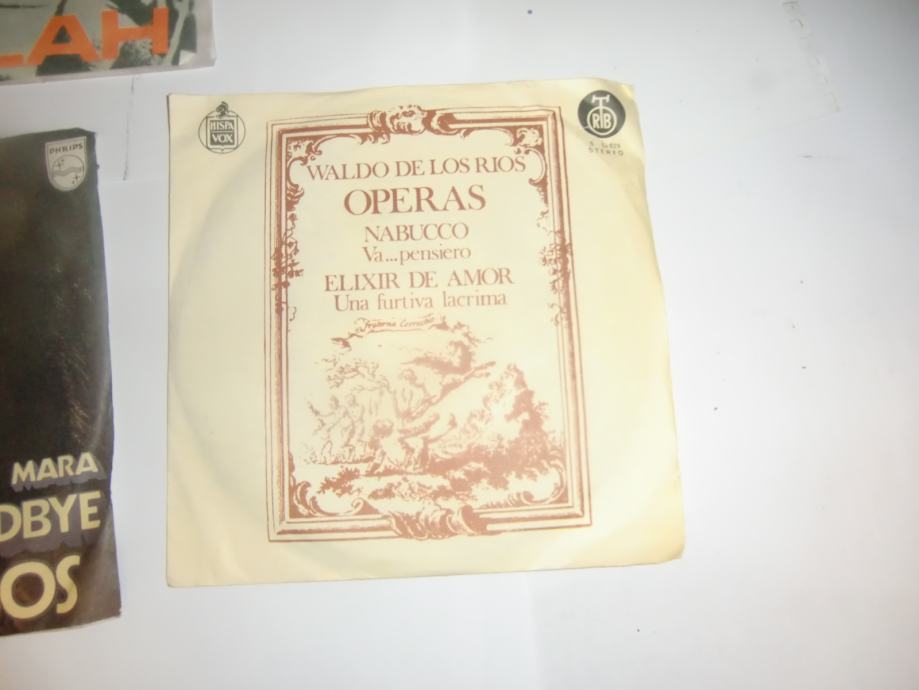 LAH
PHILIPS
MARA
DBYE
OS
HISPA
VOX
RTB
STEREO
WALDO DE LOS RIOS
OPERAS
NABUCCO
Va...pensiero
ELIXIR DE AMOR
Una furtiva lacrima